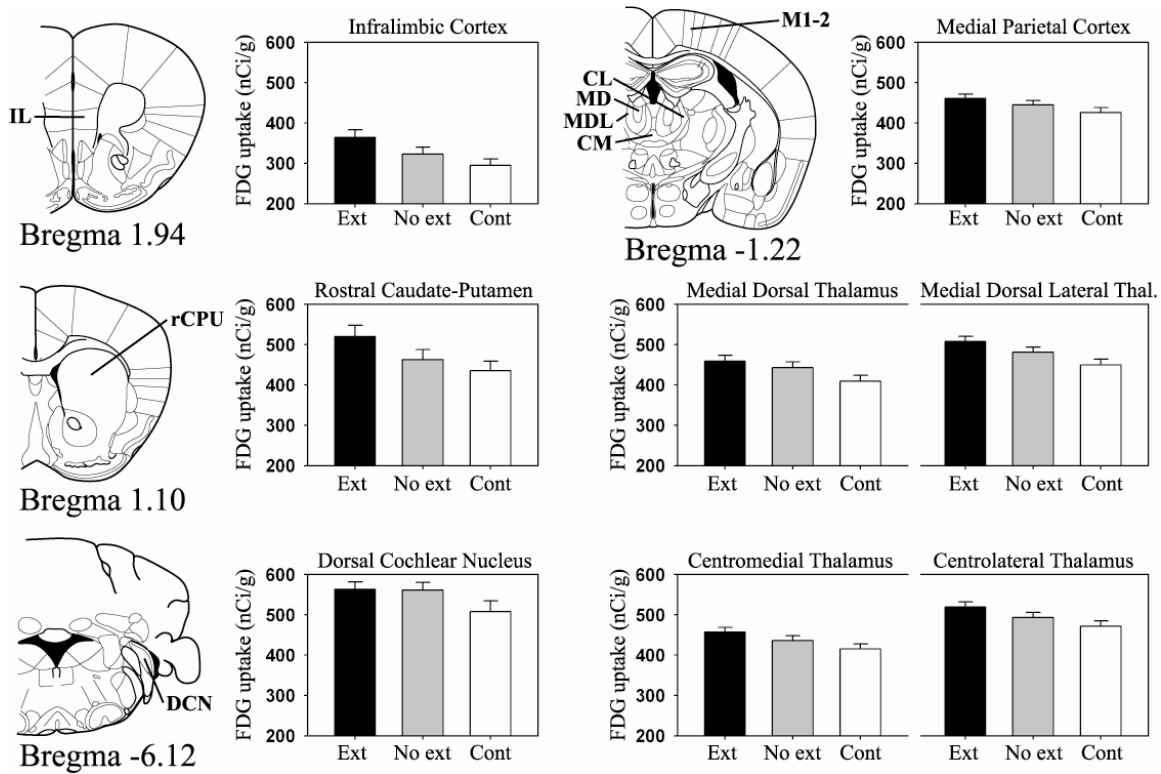 IL
Bregma 1.94
Infralimbic Cortex
FDG uptake (nCi/g)
600
500
400
300
200
Ext No ext Cont
M1-2
CL
MD
MDL
CM
Bregma -1.22
Medial Parietal Cortex
FDG uptake (nCi/g)
600
500
400
300
200
Ext No ext Cont
rCPU
Bregma 1.10
Rostral Caudate-Putamen
FDG uptake (nCi/g)
600
500
400
300
200
Ext No ext Cont
Medial Dorsal Thalamus Medial Dorsal Lateral Thal.
FDG uptake (nCi/g)
600
500
400
300
200
Ext No ext Cont Ext No ext Cont
DCN
Bregma -6.12
Dorsal Cochlear Nucleus
FDG uptake (nCi/g)
600
500
400
300
200
Ext No ext Cont
Centromedial Thalamus Centrolateral Thalamus
FDG uptake (nCi/g)
600
500
400
300
200
Ext No ext Cont Ext No ext Cont